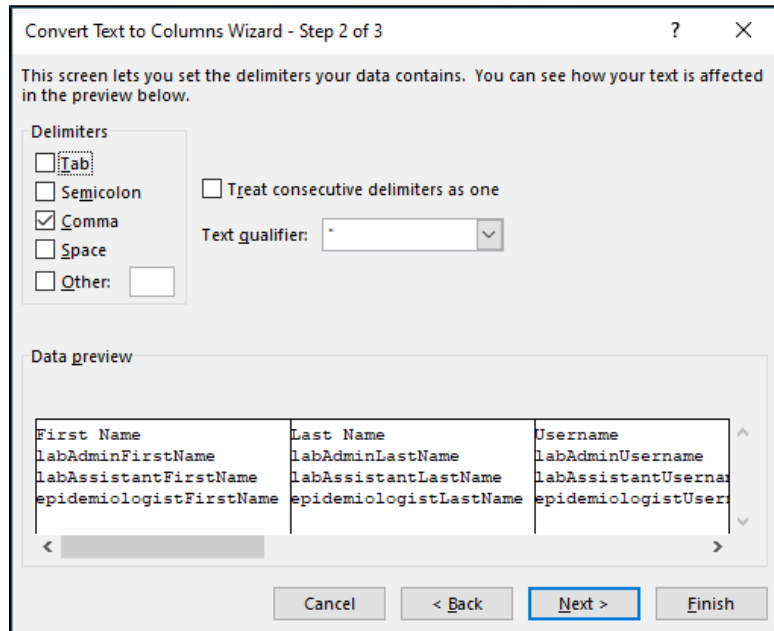 Convert Text to Columns Wizard - Step 2 of 3 ?
This screen lets you set the delimiters your data contains. You can see how your text is affected
in the preview below.
Delimiters
Tab
Semicolon
Comma
Space
Other:
Treat consecutive delimiters as one
Text qualifier: "
Data preview
First Name Last Name Username
labAdminFirstName labAdminLastName labAdminUsername
labAssistantFirstName labAssistantLastName labAssistantUsernam
epidemiologistFirstName epidemiologistLastName epidemiologistUsern
Cancel < Back Next > Finish